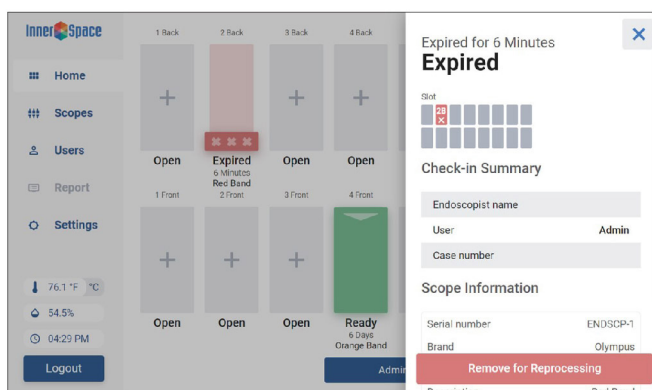 InnerSpace
Home
Scopes
Users
Report
Settings
76.1 °F °C
54.5%
04:29 PM
Logout
1 Back
2 Back
3 Back
4 Back
Open
Expired
6 Minutes
Red Band
Open
Open
1 Front
2 Front
3 Front
4 Front
Open
Open
Open
Ready
6 Days
Orange Band
Expired for 6 Minutes
Expired
Slot
2B
Check-in Summary
Endoscopist name
User Admin
Case number
Scope Information
Serial number ENDSCP-1
Brand Olympus
Remove for Reprocessing